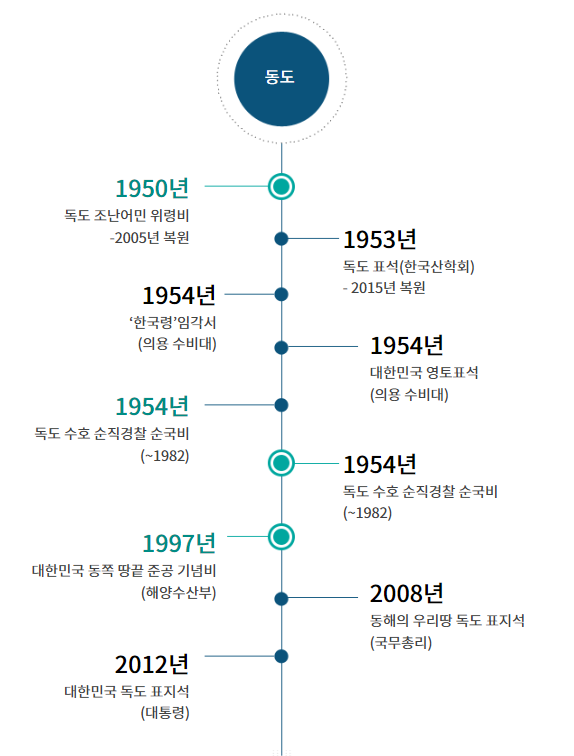 동도
1950년
독도 조난어민 위령비
-2005년 복원
1953년
독도 표석(한국산학회)
- 2015년 복원
1954년
‘한국령’임각서
(의용 수비대)
1954년
대한민국 영토표석
(의용 수비대)
1954년
독도 수호 순직경찰 순국비
(~1982)
1954년
독도 수호 순직경찰 순국비
(~1982)
1997년
대한민국 동쪽 땅끝 준공 기념비
(해양수산부)
2008년
동해의 우리땅 독도 표지석
(국무총리)
2012년
대한민국 독도 표지석
(대통령)